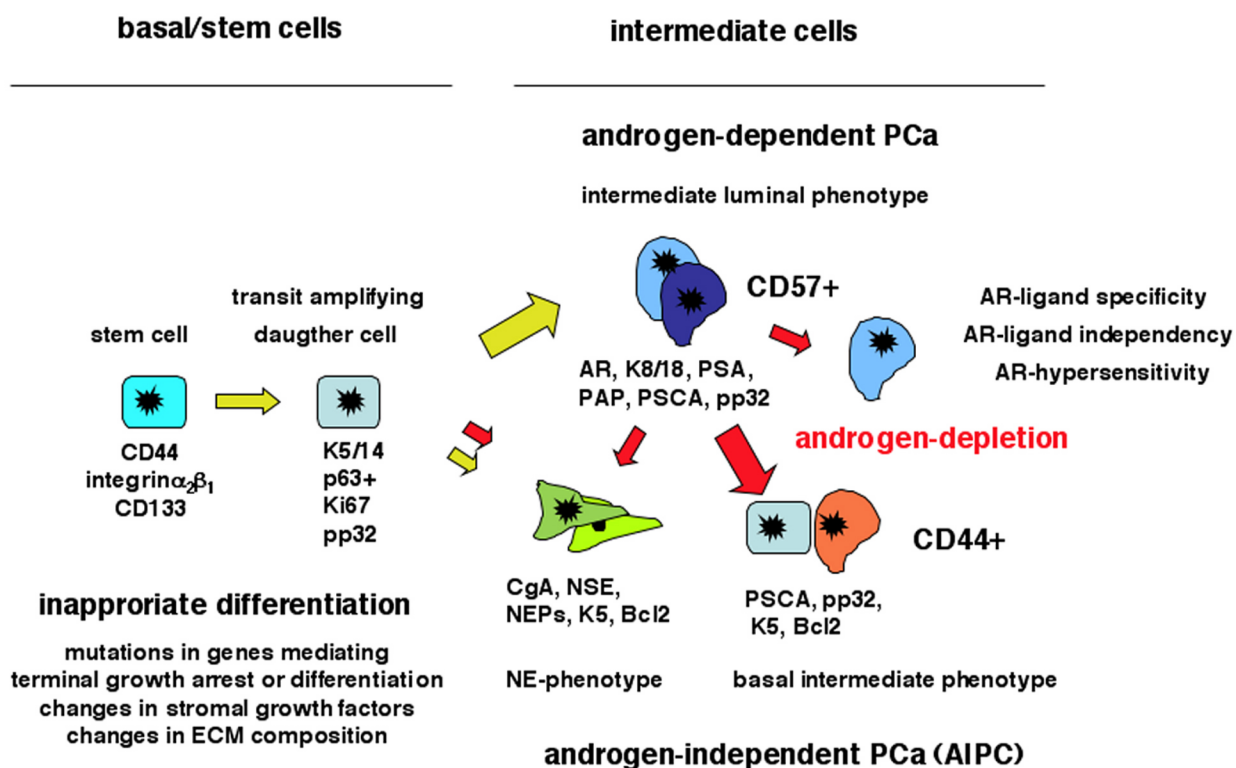 basal/stem cells
intermediate cells
androgen-dependent PCa
intermediate luminal phenotype
CD57+
transit amplifying
daugther cell
stem cell
AR-ligand specificity
AR-ligand independency
AR-hypersensitivity
AR, K8/18, PSA,
PAP, PSCA, pp32
androgen-depletion
CD44
integrinα₂β₁
CD133
K5/14
p63+
Ki67
pp32
CD44+
CgA, NSE,
NEPs, K5, Bcl2
PSCA, pp32,
K5, Bcl2
inapproriate differentiation
mutations in genes mediating
terminal growth arrest or differentiation
changes in stromal growth factors
changes in ECM composition
NE-phenotype
basal intermediate phenotype
androgen-independent PCa (AIPC)